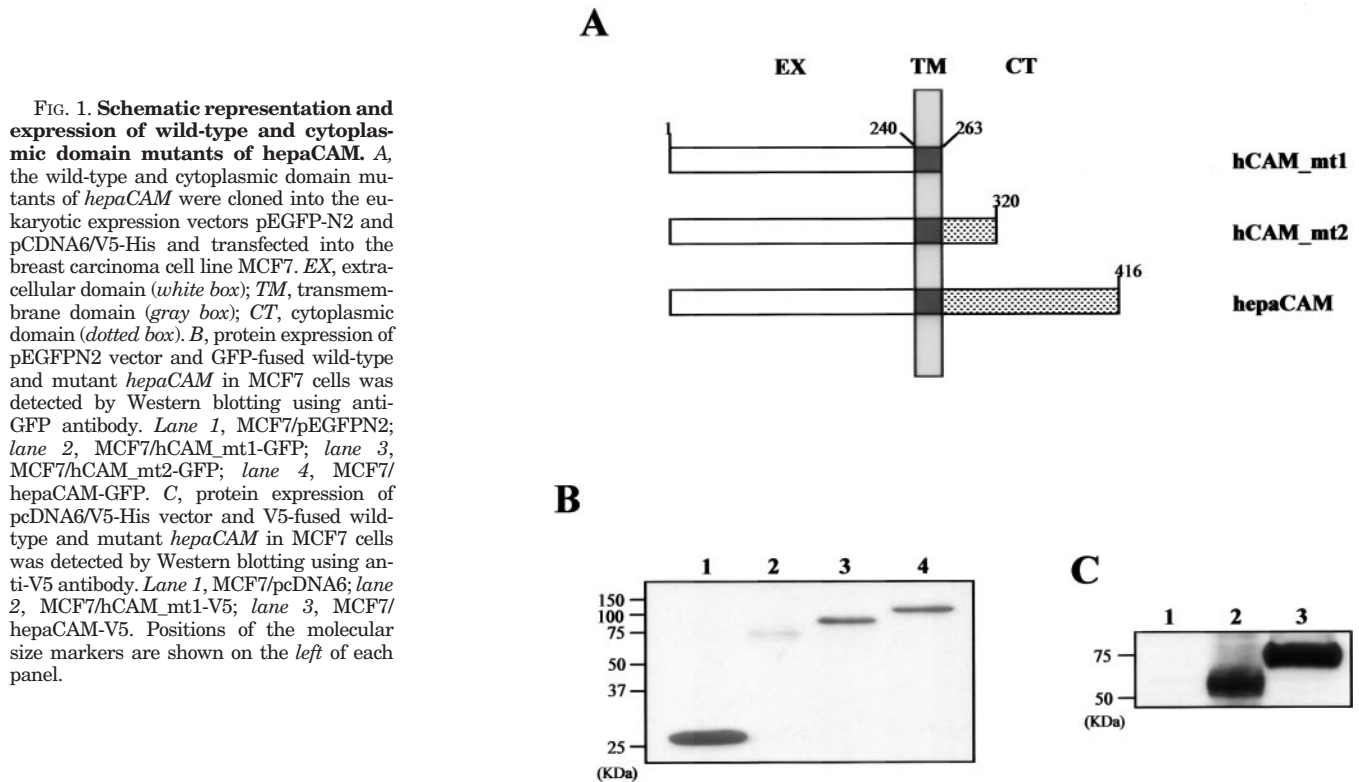 FIG. 1. Schematic representation and
expression of wild-type and cytoplas-
mic domain mutants of hepaCAM. A,
the wild-type and cytoplasmic domain mu-
tants of hepaCAM were cloned into the eu-
karyotic expression vectors pEGFP-N2 and
pCDNA6/V5-His and transfected into the
breast carcinoma cell line MCF7. EX, extra-
cellular domain (white box); TM, transmem-
brane domain (gray box); CT, cytoplasmic
domain (dotted box). B, protein expression of
pEGFPN2 vector and GFP-fused wild-type
and mutant hepaCAM in MCF7 cells was
detected by Western blotting using anti-
GFP antibody. Lane 1, MCF7/pEGFPN2;
lane 2, MCF7/hCAM_mt1-GFP; lane 3,
MCF7/hCAM_mt2-GFP; lane 4, MCF7/
hepaCAM-GFP. C, protein expression of
pcDNA6/V5-His vector and V5-fused wild-
type and mutant hepaCAM in MCF7 cells
was detected by Western blotting using an-
ti-V5 antibody. Lane 1, MCF7/pcDNA6; lane
2, MCF7/hCAM_mt1-V5; lane 3, MCF7/
hepaCAM-V5. Positions of the molecular
size markers are shown on the left of each
panel.
A
EX TM CT
1 240 263
hCAM_mt1
320
hCAM_mt2
416
hepaCAM
B
1 2 3 4
150
100
75
50
37
25
(KDa)
C
1 2 3
75
50
(KDa)